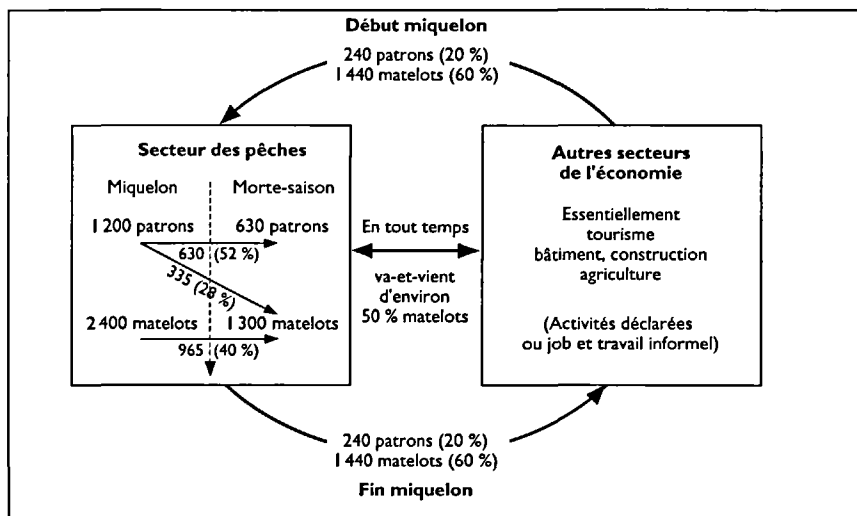 Début miquelon
240 patrons (20 %)
1 440 matelots (60 %)
Secteur des pêches
Miquelon
Morte-saison
1 200 patrons
630 patrons
630 (52 %)
335 (28 %)
2 400 matelots
1 300 matelots
965 (40 %)
En tout temps
va-et-vient
d'environ
50 % matelots
Autres secteurs
de l'économie
Essentiellement
tourisme
bâtiment, construction
agriculture
(Activités déclarées
ou job et travail informel)
240 patrons (20 %)
1 440 matelots (60 %)
Fin miquelon